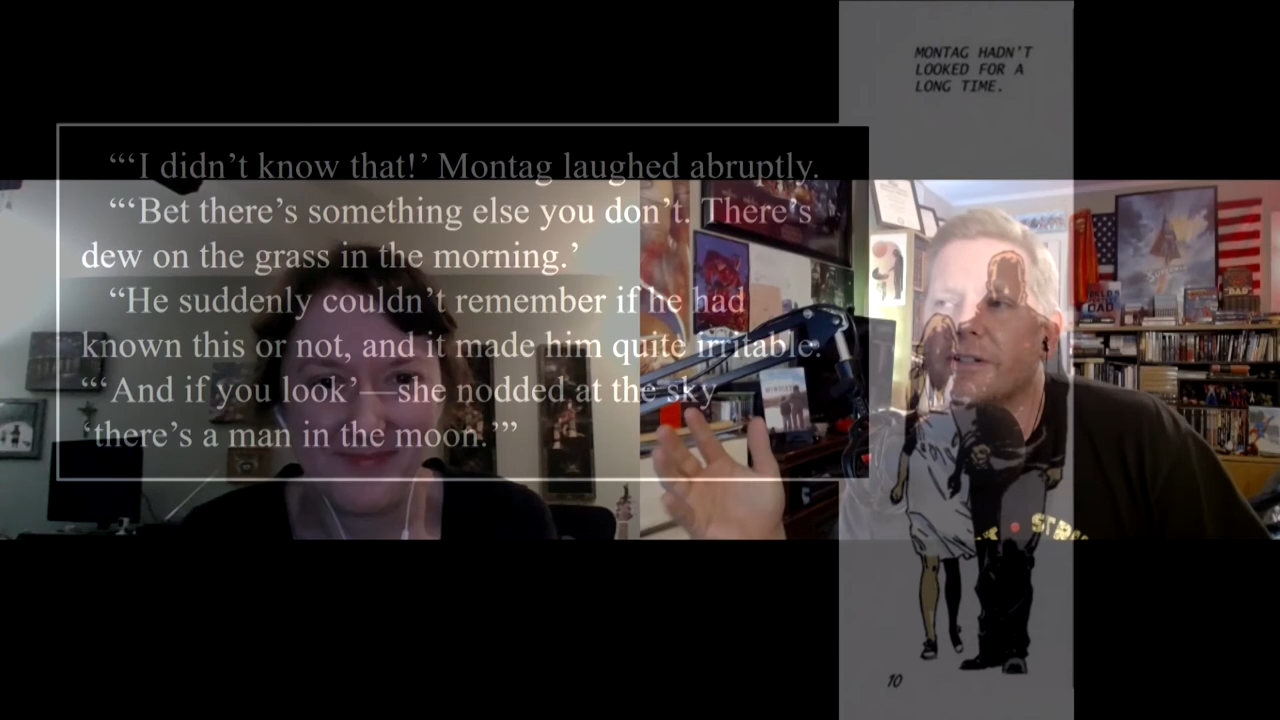 “‘I didn’t know that!’ Montag laughed abruptly.
“‘Bet there’s something else you don’t. There’s
dew on the grass in the morning.’
“He suddenly couldn’t remember if he had
known this or not, and it made him quite irritable.
“‘And if you look’—she nodded at the sky
‘there’s a man in the moon.’”
MONTAG HADN’T
LOOKED FOR A
LONG TIME.
10
SUPERMAN
DAD